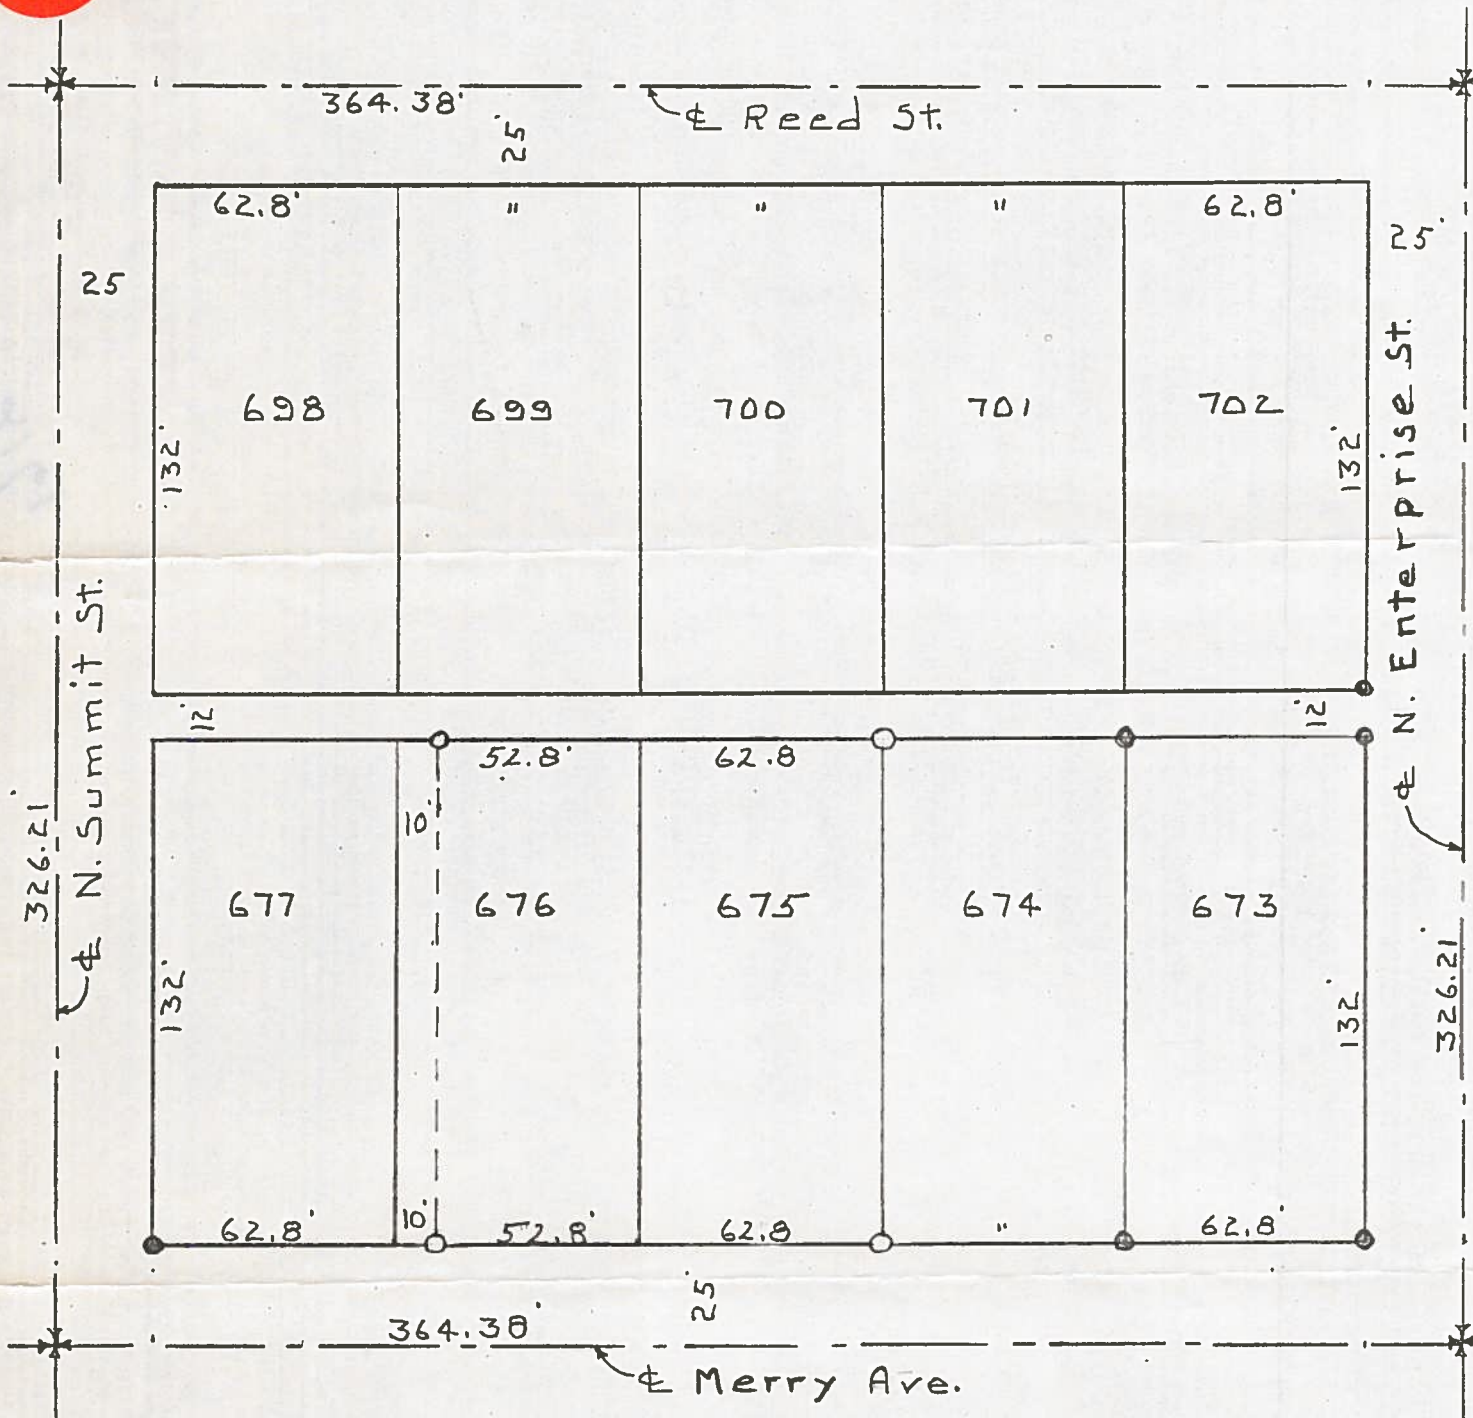 364.38'
℄ Reed St.
25'
62.8' " " " 62.8'
25
25'
698 699 700 701 702
132'
132'
℄ N. Summit St.
℄ N. Enterprise St.
12'
12'
52.8' 62.8
10'
326.21'
677 676 675 674 673
132'
132'
326.21'
62.8' 10' 52.8' 62.8 " 62.8'
25'
364.38'
℄ Merry Ave.